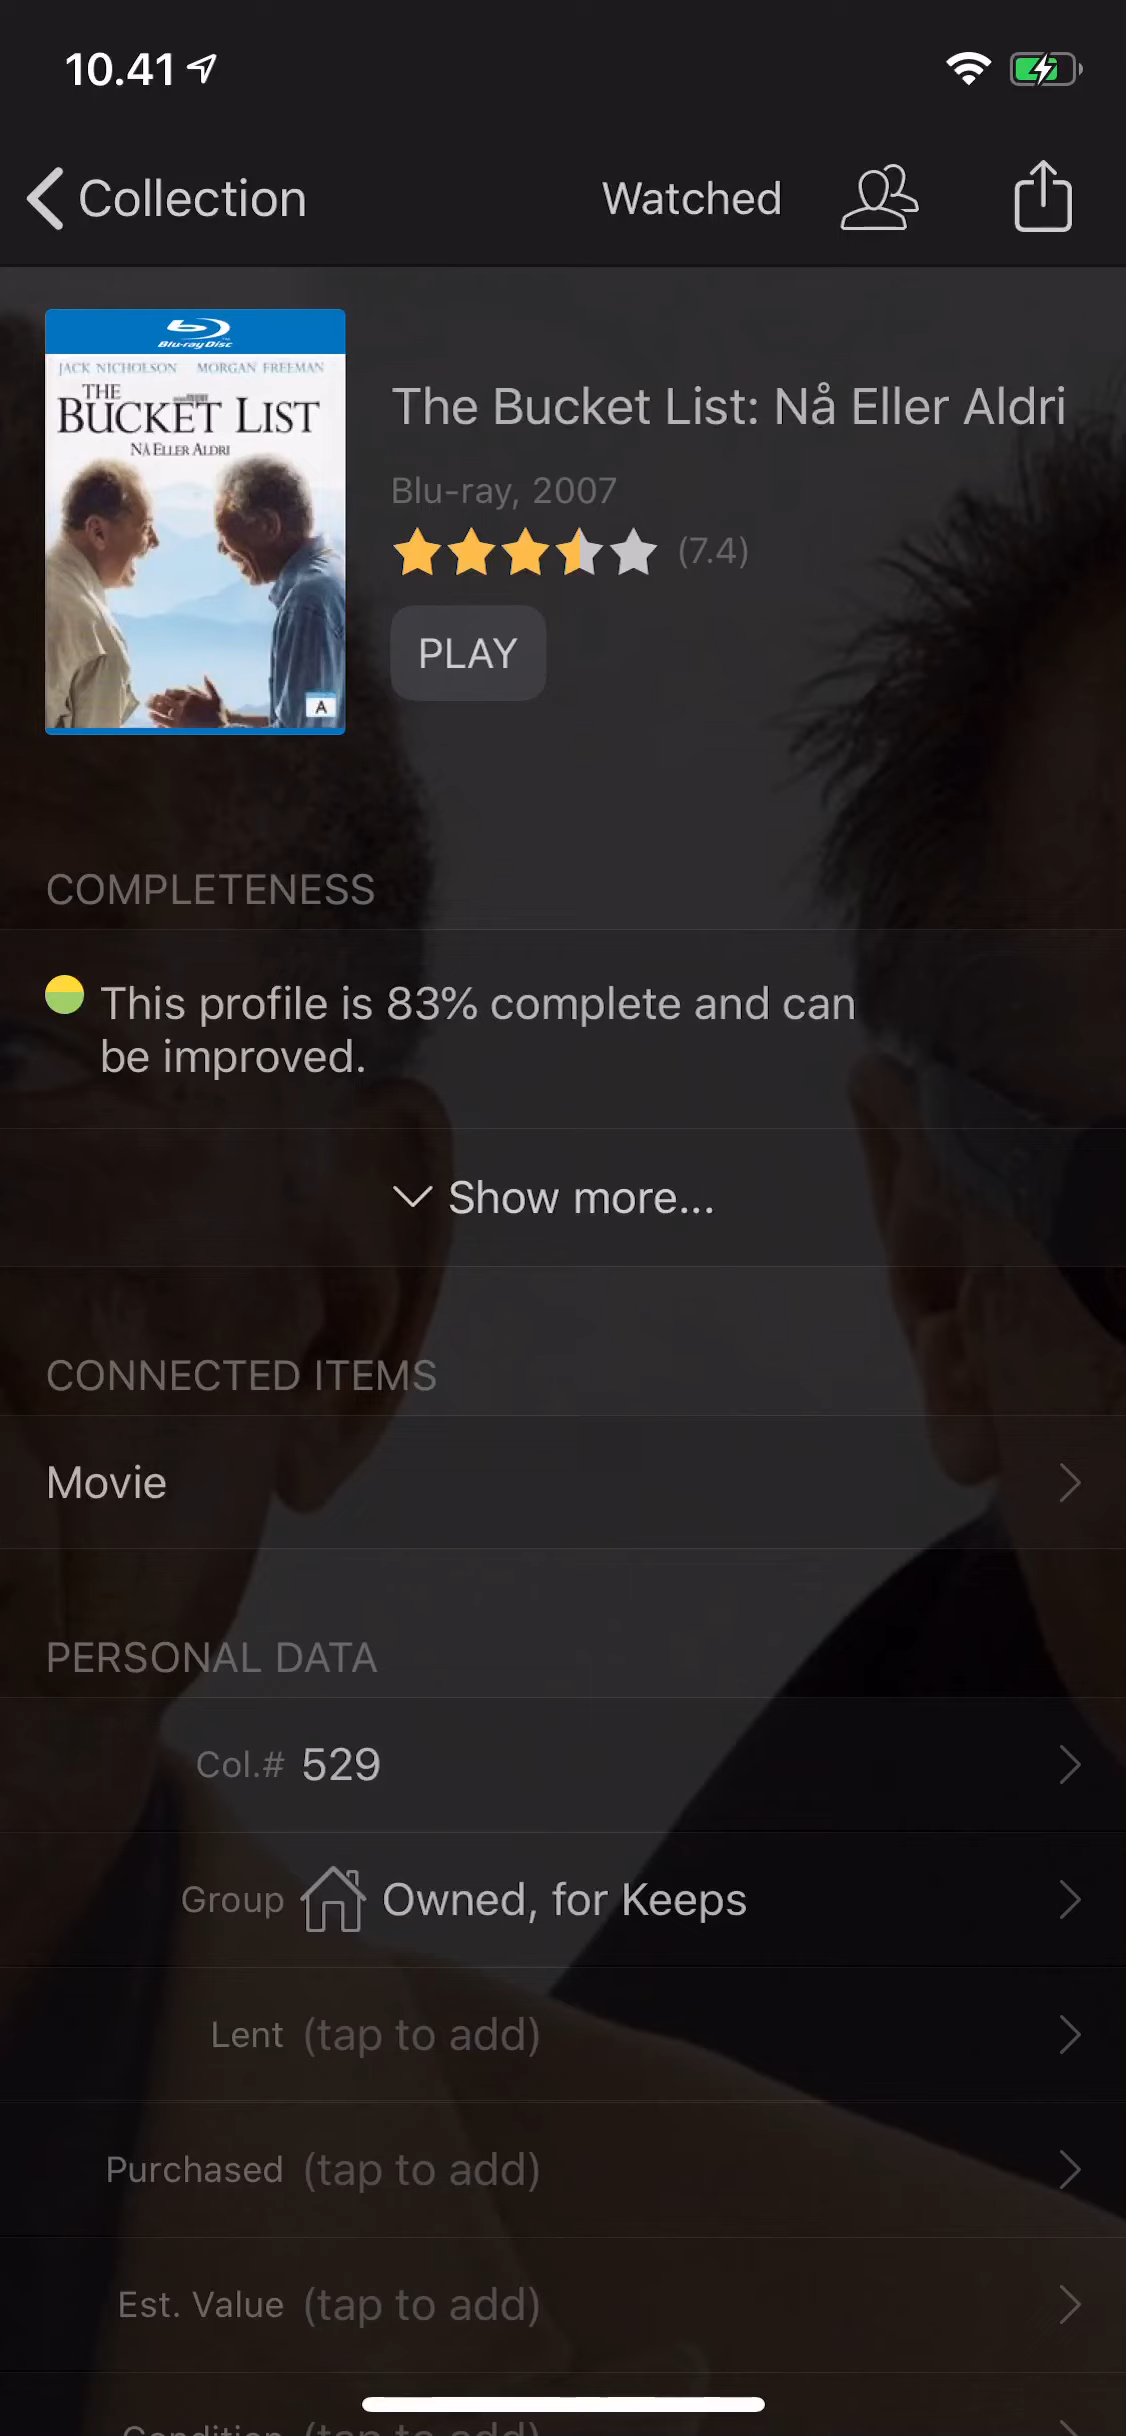 10.41
Collection
Watched
Blu-ray Disc
JACK NICHOLSON MORGAN FREEMAN
THE
BUCKET LIST
NÅ ELLER ALDRI
A
The Bucket List: Nå Eller Aldri
Blu-ray, 2007
(7.4)
PLAY
COMPLETENESS
This profile is 83% complete and can
be improved.
Show more...
CONNECTED ITEMS
Movie
PERSONAL DATA
Col.# 529
Group Owned, for Keeps
Lent (tap to add)
Purchased (tap to add)
Est. Value (tap to add)
Condition (tap to add)